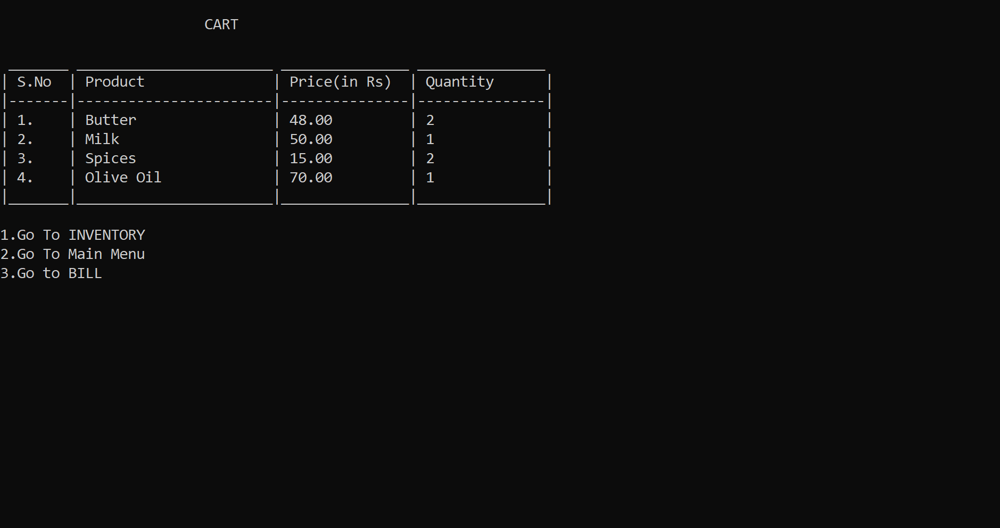 CART
| S.No | Product | Price(in Rs) | Quantity |
|-------|-----------------------|---------------|---------------|
| 1. | Butter | 48.00 | 2 |
| 2. | Milk | 50.00 | 1 |
| 3. | Spices | 15.00 | 2 |
| 4. | Olive Oil | 70.00 | 1 |
1.Go To INVENTORY
2.Go To Main Menu
3.Go to BILL